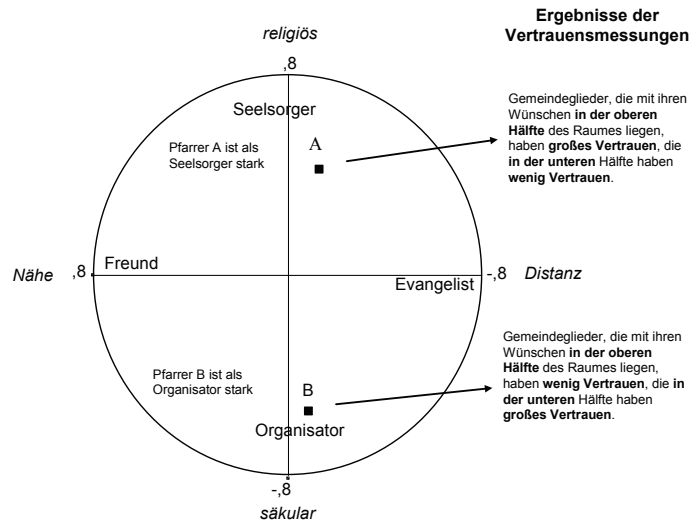 Ergebnisse der
Vertrauensmessungen
religiös
,8
Seelsorger
Pfarrer A ist als
Seelsorger stark
A
Gemeindeglieder, die mit ihren
Wünschen in der oberen
Hälfte des Raumes liegen,
haben großes Vertrauen, die
in der unteren Hälfte haben
wenig Vertrauen.
Nähe
,8
Freund
Evangelist
-,8
Distanz
Gemeindeglieder, die mit ihren
Wünschen in der oberen
Hälfte des Raumes liegen,
haben wenig Vertrauen, die in
der unteren Hälfte haben
großes Vertrauen.
Pfarrer B ist als
Organisator stark
B
Organisator
-,8
säkular